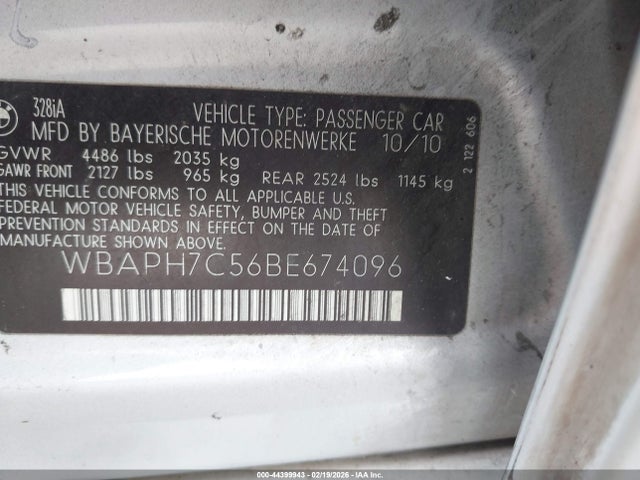 328iA
VEHICLE TYPE: PASSENGER CAR
MFD BY BAYERISCHE MOTORENWERKE 10/10
GVWR 4486 lbs 2035 kg
GAWR FRONT 2127 lbs 965 kg REAR 2524 lbs 1145 kg
THIS VEHICLE CONFORMS TO ALL APPLICABLE U.S.
FEDERAL MOTOR VEHICLE SAFETY, BUMPER AND THEFT
PREVENTION STANDARDS IN EFFECT ON THE DATE OF
MANUFACTURE SHOWN ABOVE.
WBAPH7C56BE674096
2 122 606
000-44399943 - 02/19/2026 - IAAI.COM